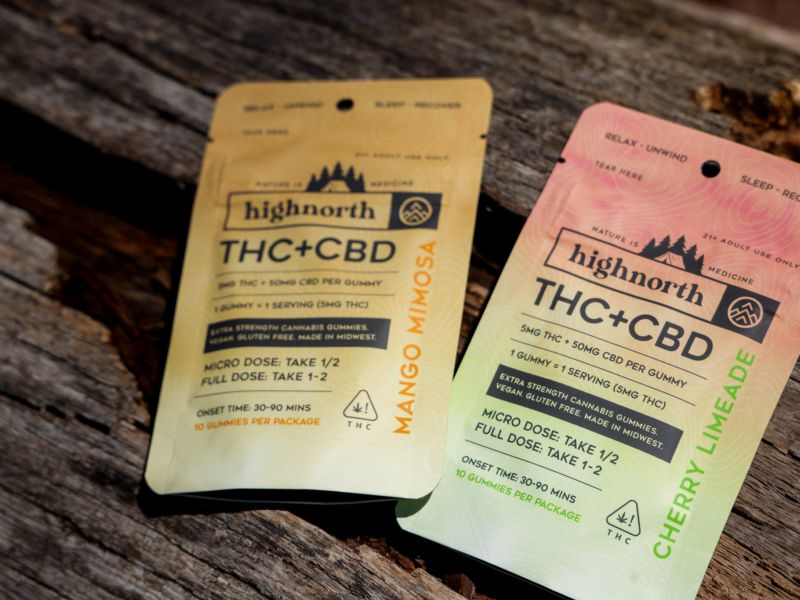 RELAX · UNWIND
SLEEP · RECOVER
TEAR HERE
21+ ADULT USE ONLY
NATURE IS MEDICINE
highnorth
THC+CBD
5MG THC + 50MG CBD PER GUMMY
1 GUMMY = 1 SERVING (5MG THC)
EXTRA STRENGTH CANNABIS GUMMIES.
VEGAN, GLUTEN FREE. MADE IN MIDWEST.
MICRO DOSE: TAKE 1/2
FULL DOSE: TAKE 1-2
ONSET TIME: 30-90 MINS
10 GUMMIES PER PACKAGE
!
THC
MANGO MIMOSA
RELAX · UNWIND
SLEEP · REC
TEAR HERE
21+ ADULT USE ONLY
NATURE IS MEDICINE
highnorth
THC+CBD
5MG THC + 50MG CBD PER GUMMY
1 GUMMY = 1 SERVING (5MG THC)
EXTRA STRENGTH CANNABIS GUMMIES.
VEGAN, GLUTEN FREE. MADE IN MIDWEST.
MICRO DOSE: TAKE 1/2
FULL DOSE: TAKE 1-2
ONSET TIME: 30-90 MINS
10 GUMMIES PER PACKAGE
!
THC
CHERRY LIMEADE